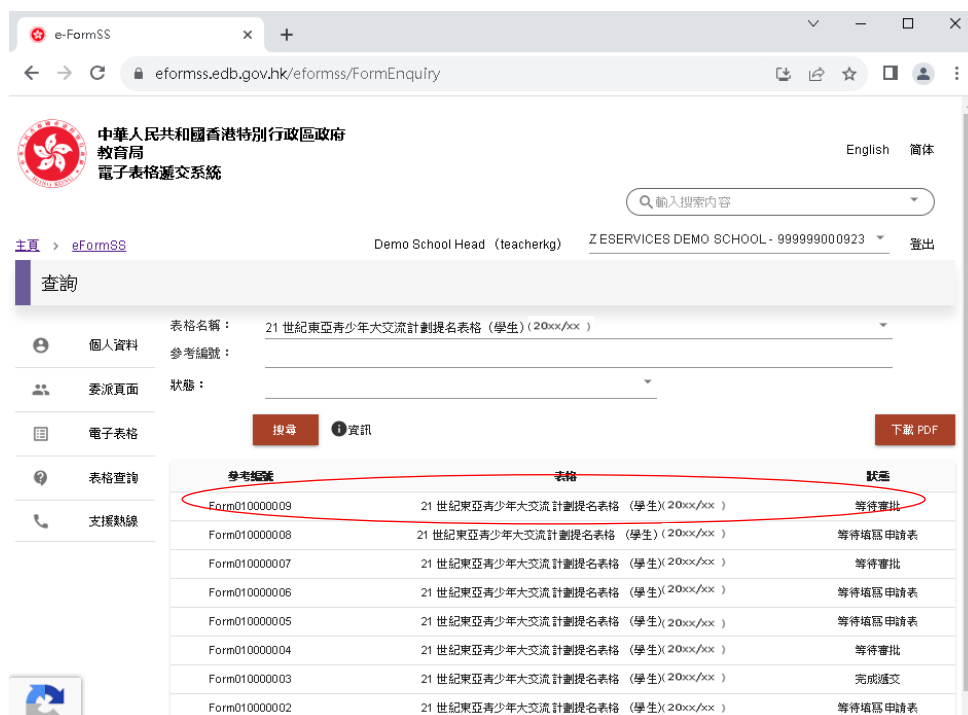 e-FormSS
eformss.edb.gov.hk/eformss/FormEnquiry
中華人民共和國香港特別行政區政府
教育局
電子表格遞交系統
English 簡体
輸入搜索内容
主頁 > eFormSS
Demo School Head (teacherkg)
Z ESERVICES DEMO SCHOOL - 999999000923
登出
查詢
個人資料
委派頁面
電子表格
表格查詢
支援熱線
表格名稱：
21 世紀東亞青少年大交流計劃提名表格 (學生) (20xx/xx )
參考編號：
狀態：
搜尋
資訊
下載 PDF
參考編號 表格 狀態
Form010000009 21 世紀東亞青少年大交流計劃提名表格 (學生)(20xx/xx ) 等待審批
Form010000008 21 世紀東亞青少年大交流計劃提名表格 (學生) (20xx/xx ) 等待填寫申請表
Form010000007 21 世紀東亞青少年大交流計劃提名表格 (學生)(20xx/xx ) 等待審批
Form010000006 21 世紀東亞青少年大交流計劃提名表格 (學生)(20xx/xx ) 等待填寫申請表
Form010000005 21 世紀東亞青少年大交流計劃提名表格 (學生)(20xx/xx ) 等待填寫申請表
Form010000004 21 世紀東亞青少年大交流計劃提名表格 (學生)(20xx/xx ) 等待審批
Form010000003 21 世紀東亞青少年大交流計劃提名表格 (學生)(20xx/xx ) 完成遞交
Form010000002 21 世紀東亞青少年大交流計劃提名表格 (學生)(20xx/xx ) 等待填寫申請表